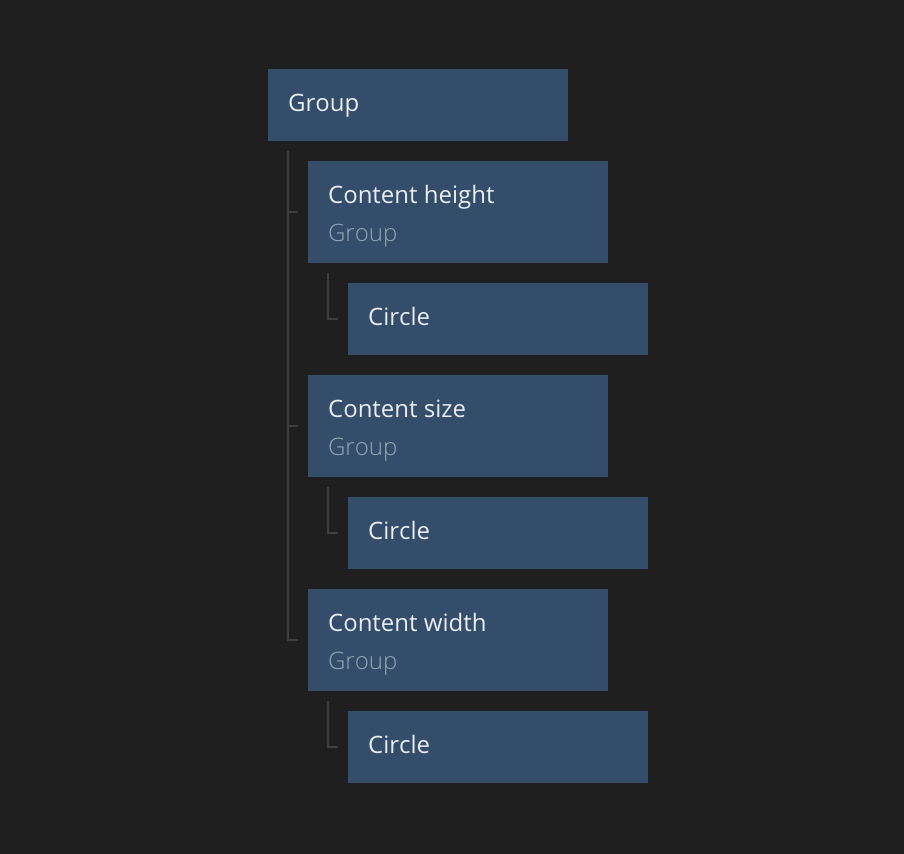 Group
Content height
Group
Circle
Content size
Group
Circle
Content width
Group
Circle